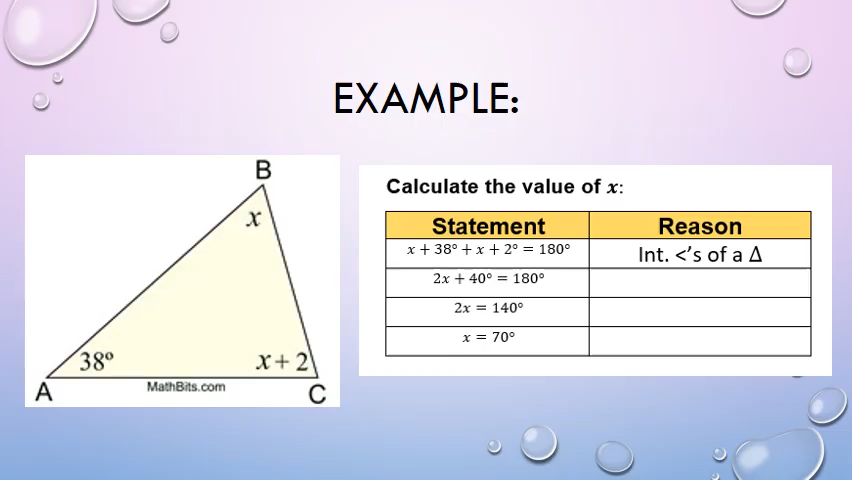 EXAMPLE:
B
x
38º
x + 2
A
MathBits.com
C
Calculate the value of x:
Statement Reason
x + 38° + x + 2° = 180° Int. <'s of a Δ
2x + 40° = 180°
2x = 140°
x = 70°